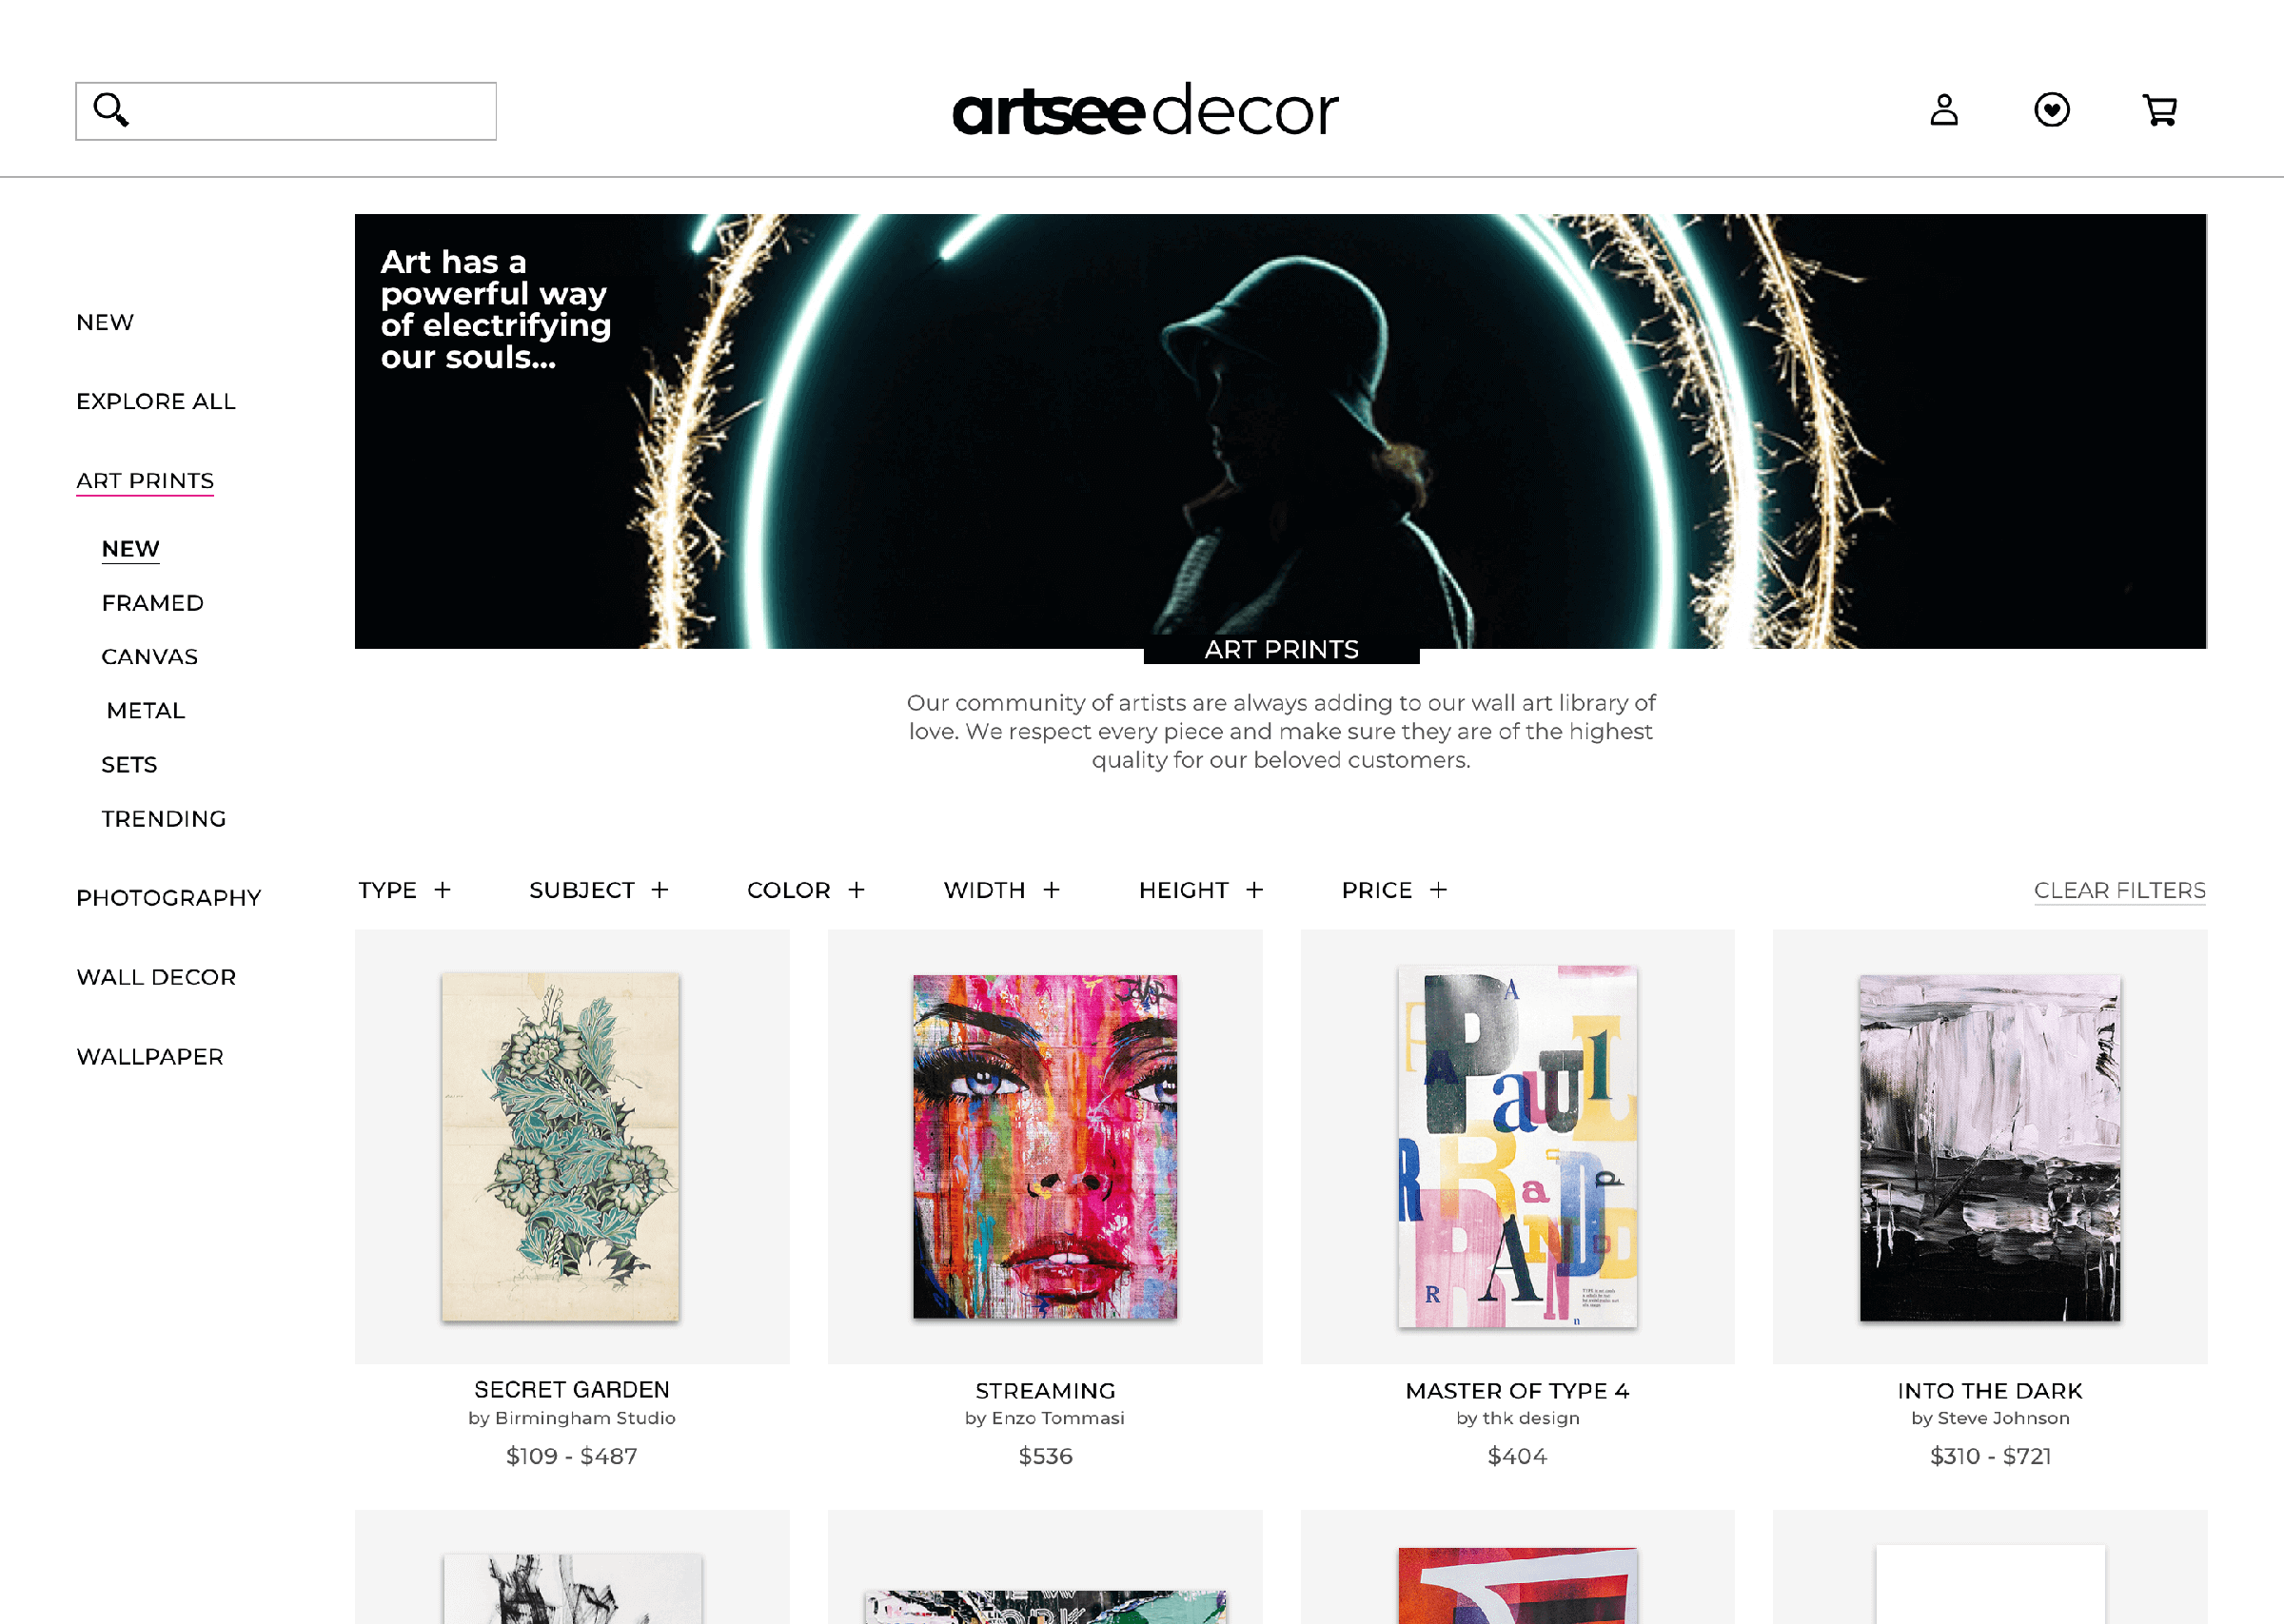 artsee decor
Art has a
powerful way
of electrifying
our souls...
NEW
EXPLORE ALL
ART PRINTS
NEW
FRAMED
CANVAS
METAL
SETS
TRENDING
PHOTOGRAPHY
WALL DECOR
WALLPAPER
ART PRINTS
Our community of artists are always adding to our wall art library of
love. We respect every piece and make sure they are of the highest
quality for our beloved customers.
TYPE +
SUBJECT +
COLOR +
WIDTH +
HEIGHT +
PRICE +
CLEAR FILTERS
PAUL
RAND
SECRET GARDEN
by Birmingham Studio
$109 - $487
STREAMING
by Enzo Tommasi
$536
MASTER OF TYPE 4
by thk design
$404
INTO THE DARK
by Steve Johnson
$310 - $721